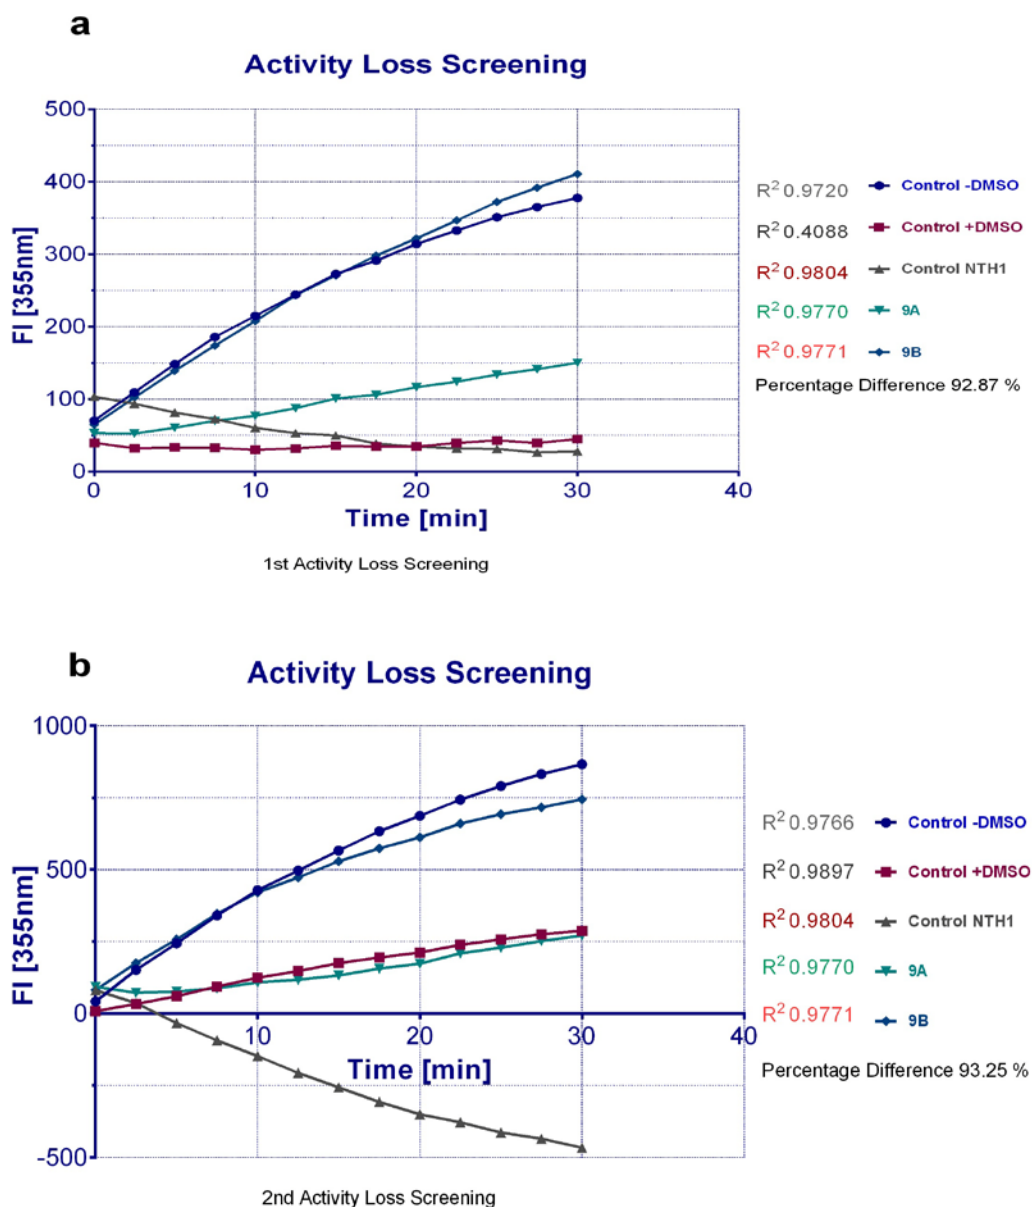 a
Activity Loss Screening
500
400
300
200
100
0
0 10 20 30 40
FI [355nm]
Time [min]
R² 0.9720 Control -DMSO
R² 0.4088 Control +DMSO
R² 0.9804 Control NTH1
R² 0.9770 9A
R² 0.9771 9B
Percentage Difference 92.87 %
1st Activity Loss Screening
b
Activity Loss Screening
1000
500
0
-500
10 20 30 40
FI [355nm]
Time [min]
R² 0.9766 Control -DMSO
R² 0.9897 Control +DMSO
R² 0.9804 Control NTH1
R² 0.9770 9A
R² 0.9771 9B
Percentage Difference 93.25 %
2nd Activity Loss Screening